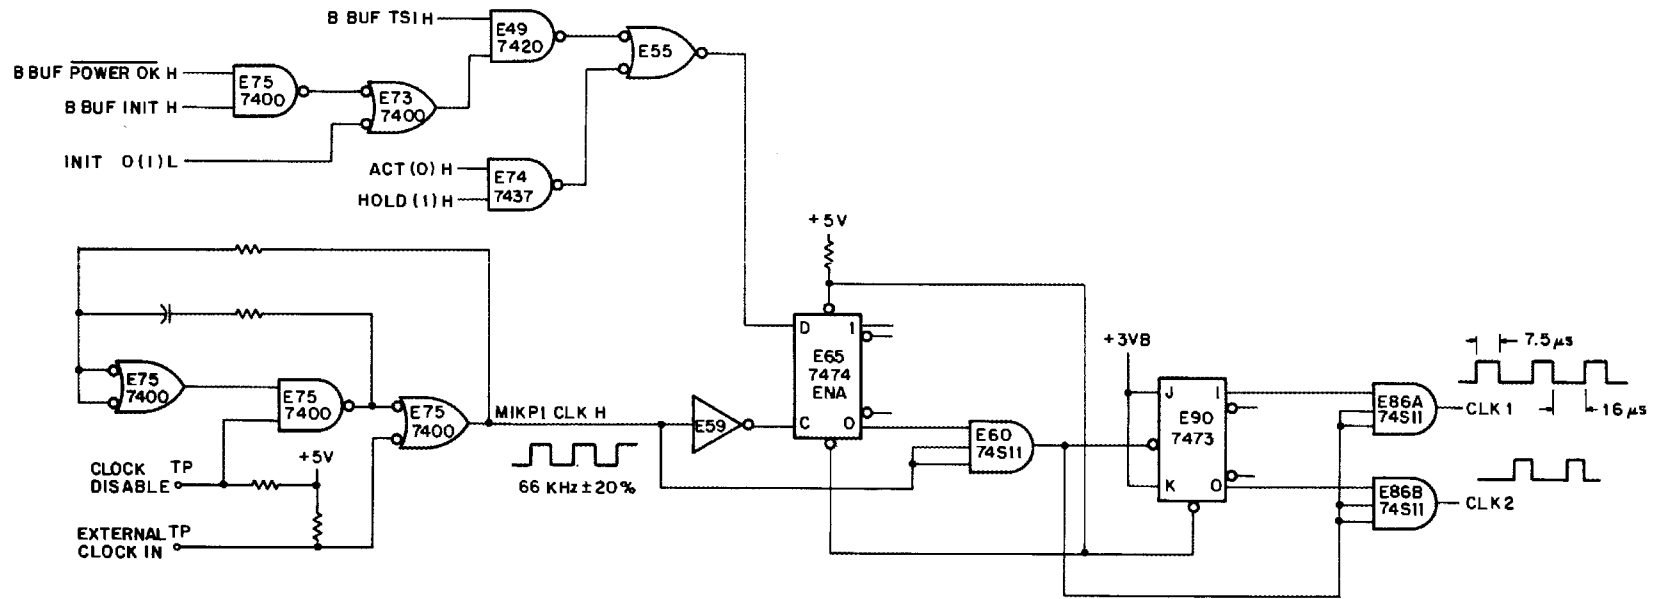 B BUF TS1 H
E49
7420
E55
B BUF POWER OK H
E75
7400
B BUF INIT H
E73
7400
INIT 0(1)L
ACT (0) H
E74
7437
HOLD (1) H
+5V
E75
7400
E75
7400
E75
7400
MIKP1 CLK H
66 KHz ± 20%
CLOCK TP
DISABLE
+5V
EXTERNAL TP
CLOCK IN
E59
D 1
E65
7474
ENA
C 0
E60
74S11
+3VB
J 1
E90
7473
K 0
7.5 µs
E86A
74S11
CLK 1
16 µs
E86B
74S11
CLK2